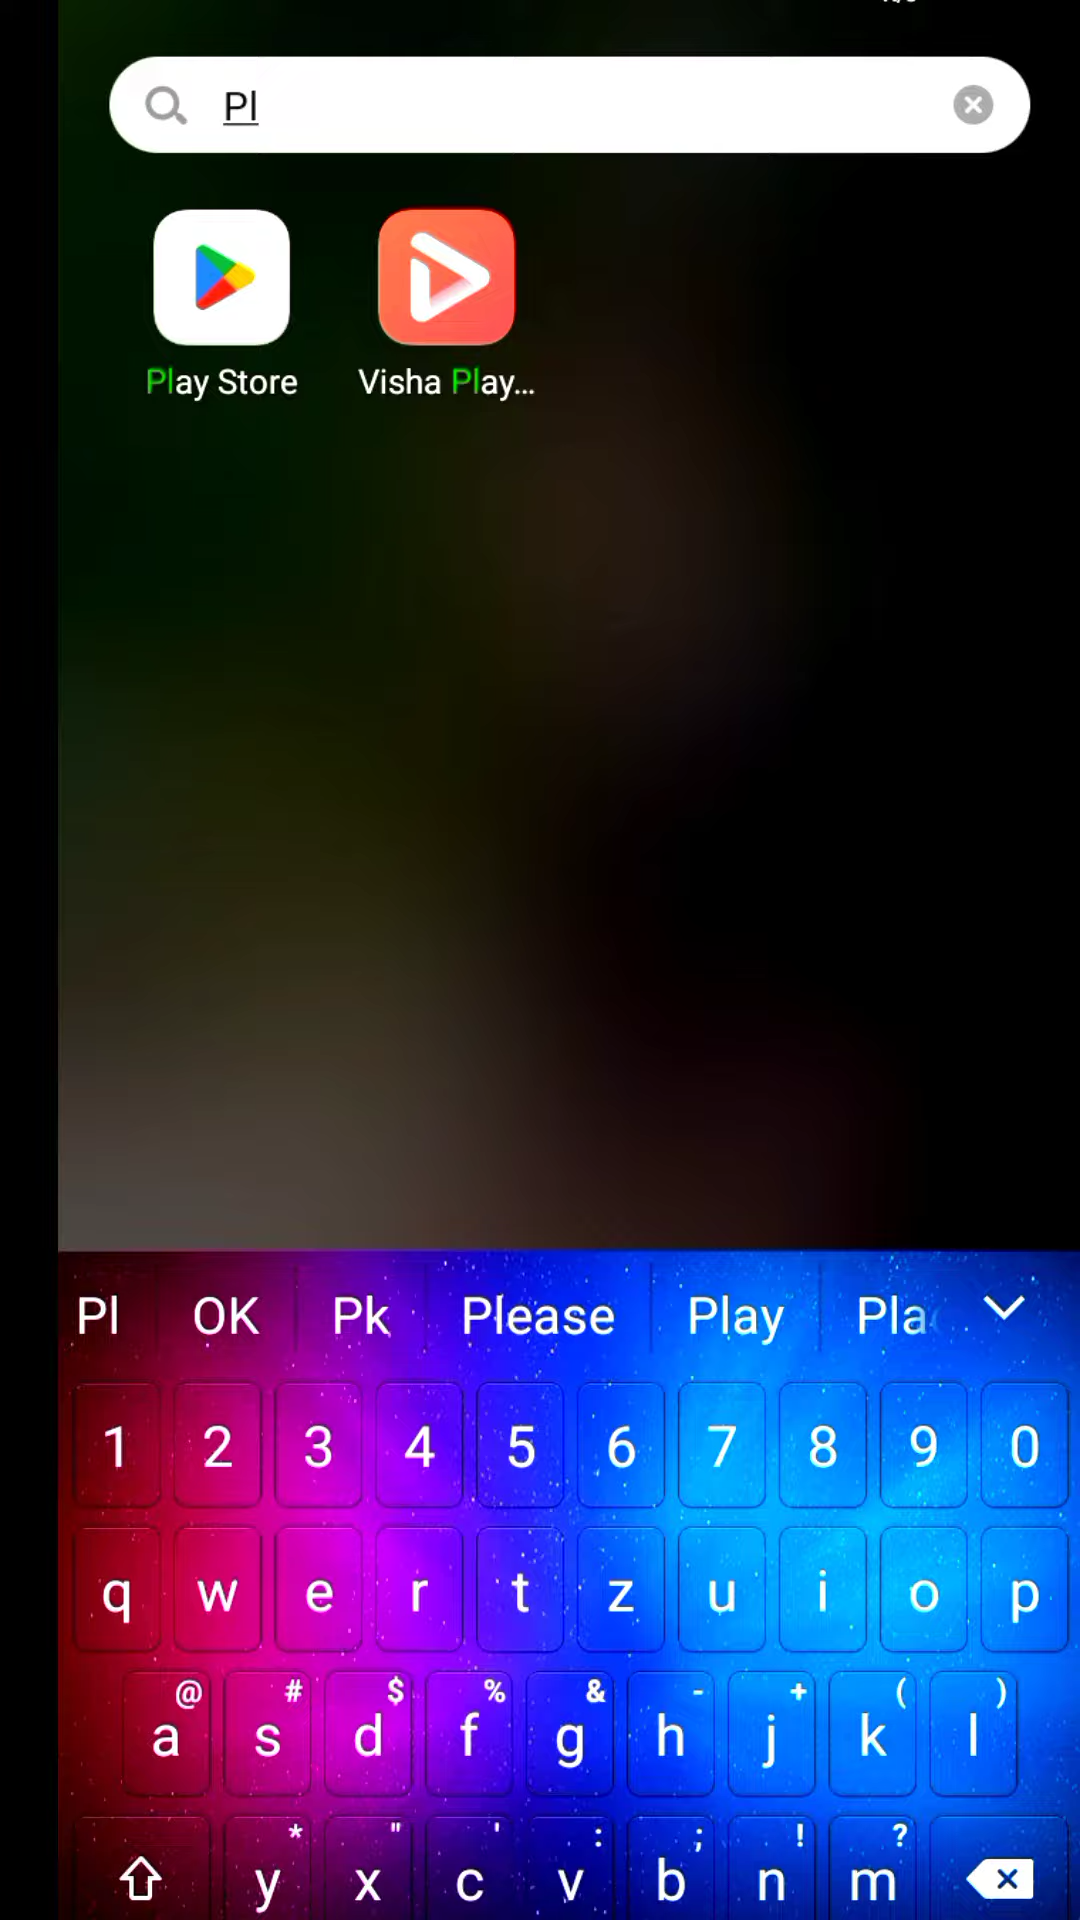 Pl
Play Store
Visha Play...
Pl OK Pk Please Play Pla
1 2 3 4 5 6 7 8 9 0
q w e r t z u i o p
@ # $ % & - + ( )
a s d f g h j k l
* " ' : ; ! ?
y x c v b n m